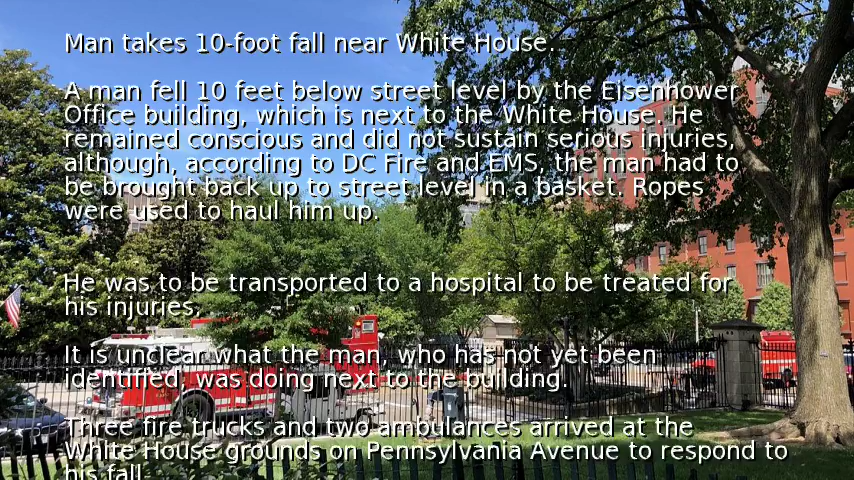 Man takes 10-foot fall near White House.
A man fell 10 feet below street level by the Eisenhower
Office building, which is next to the White House. He
remained conscious and did not sustain serious injuries,
although, according to DC Fire and EMS, the man had to
be brought back up to street level in a basket. Ropes
were used to haul him up.
He was to be transported to a hospital to be treated for
his injuries.
It is unclear what the man, who has not yet been
identified, was doing next to the building.
Three fire trucks and two ambulances arrived at the
White House grounds on Pennsylvania Avenue to respond to
his fall.